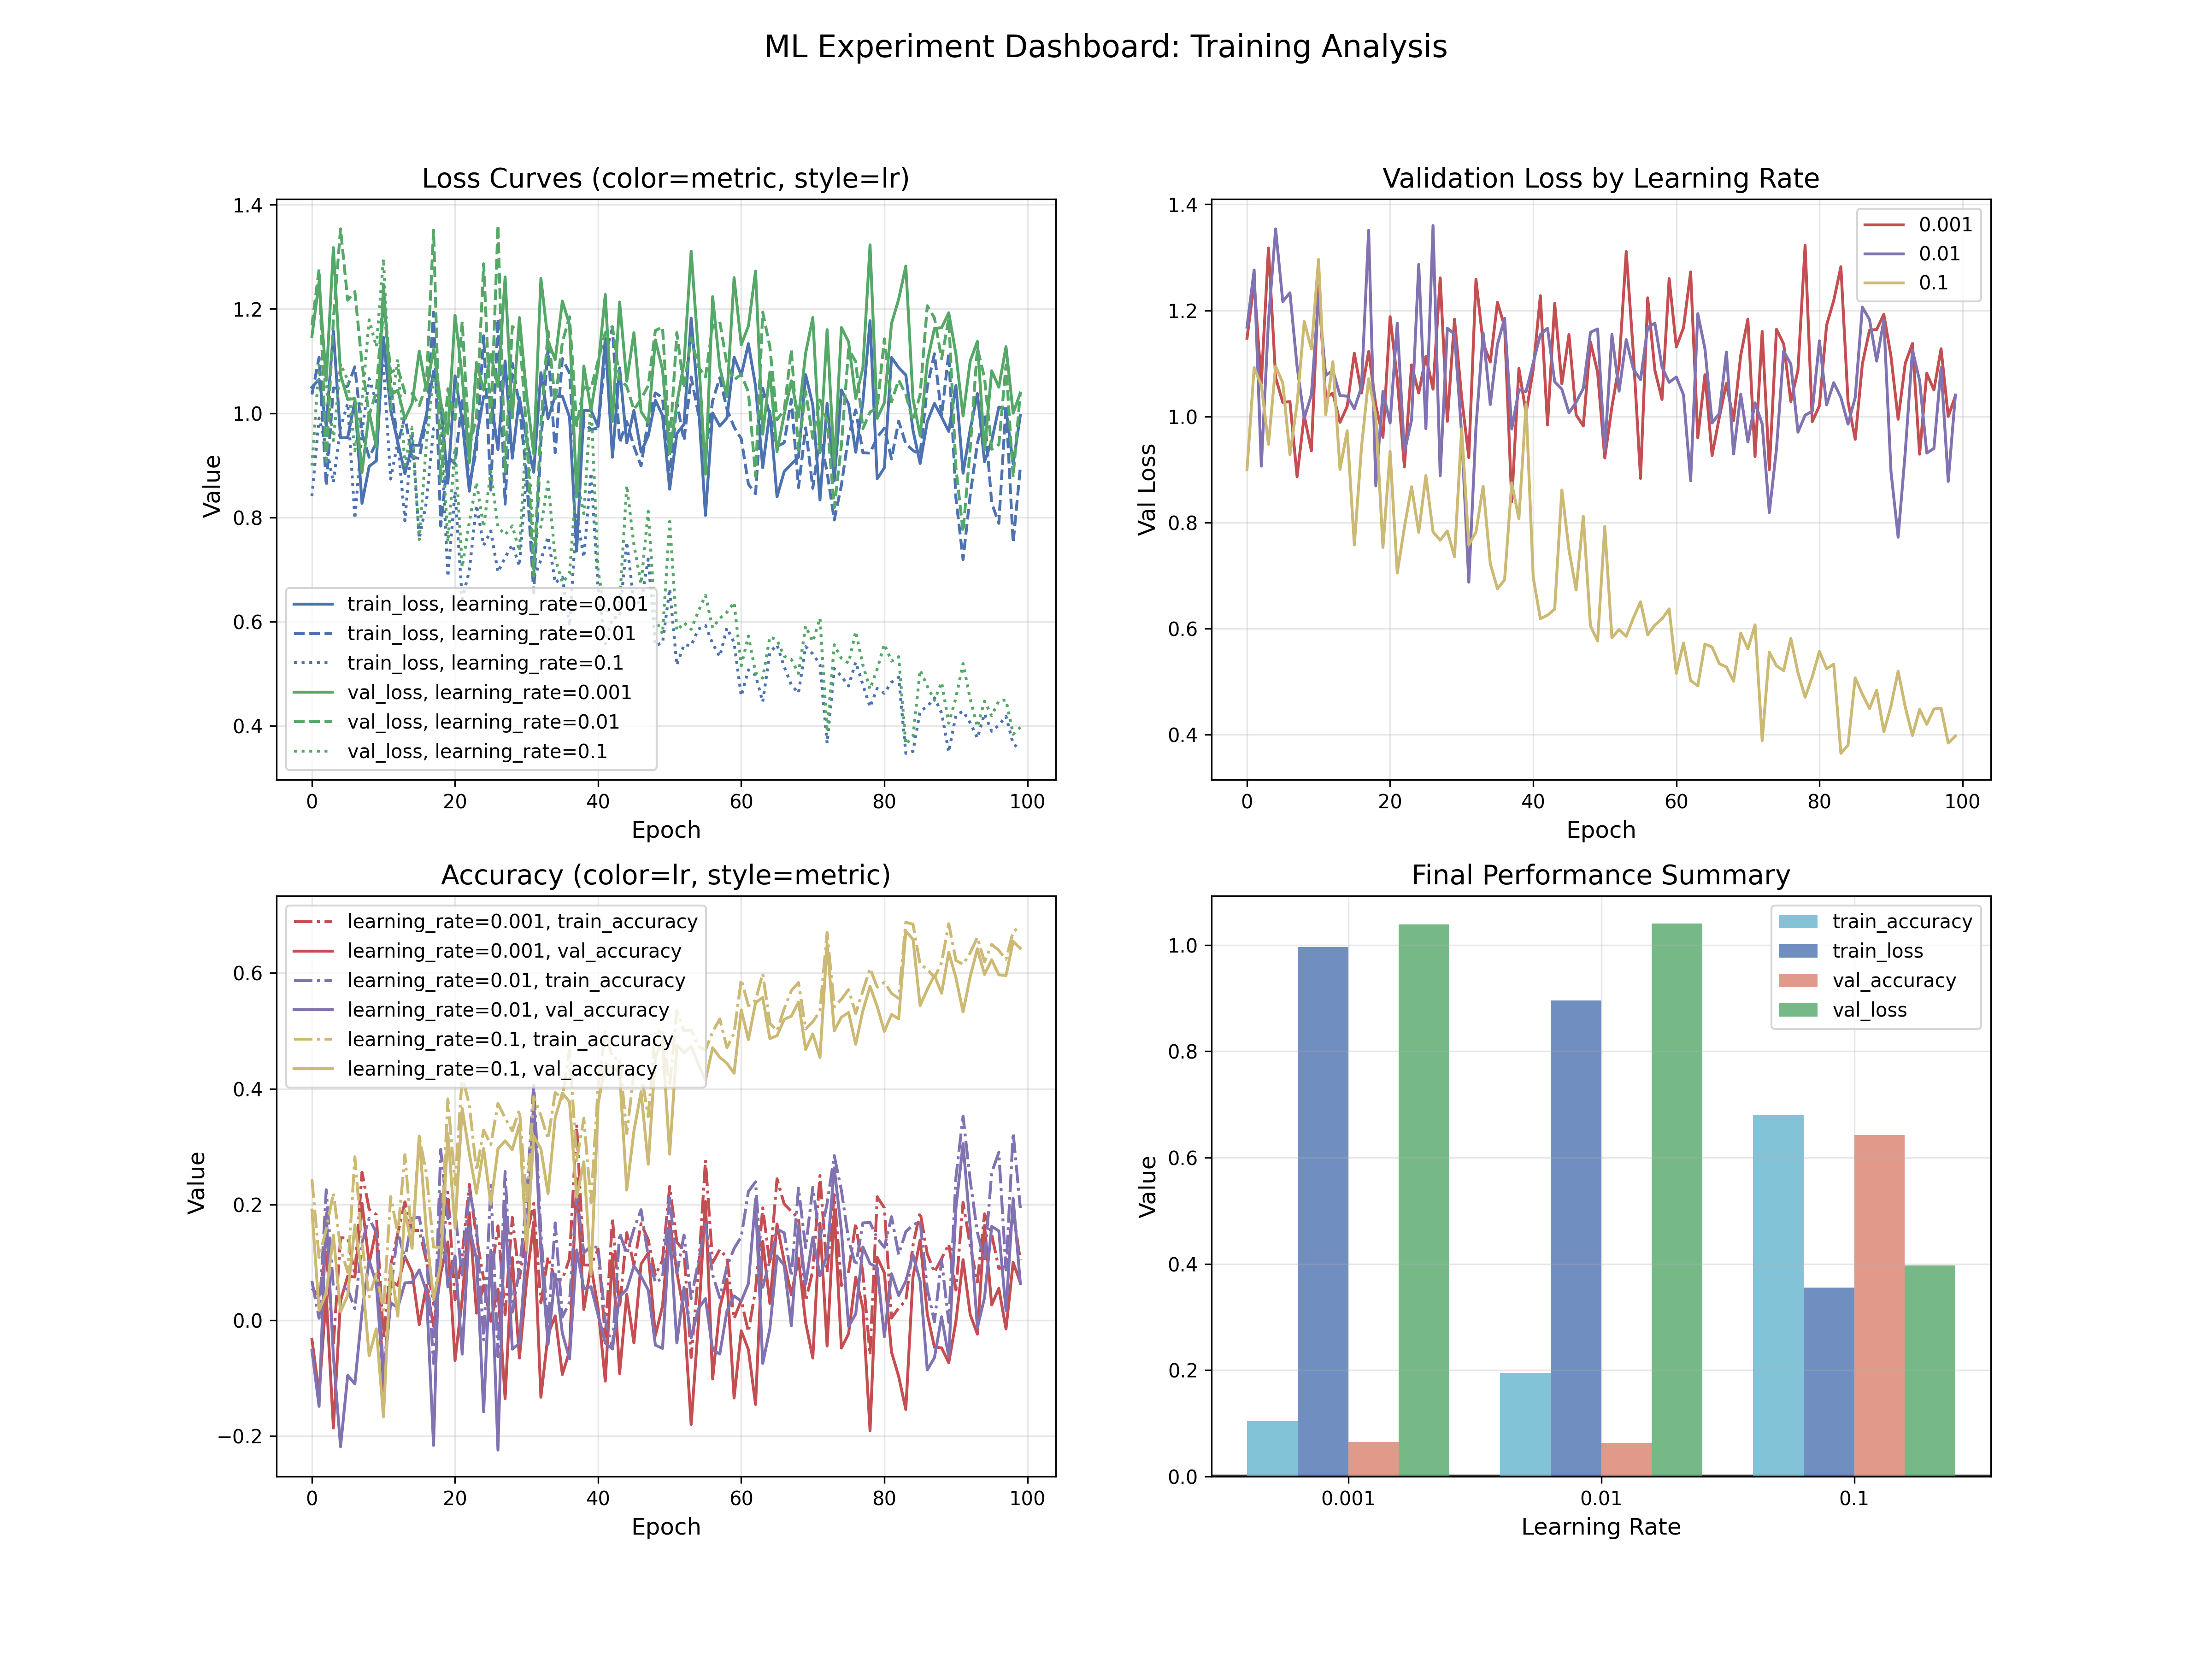 ML Experiment Dashboard: Training Analysis
Loss Curves (color=metric, style=lr)
Value
1.4
1.2
1.0
0.8
0.6
0.4
train_loss, learning_rate=0.001
train_loss, learning_rate=0.01
train_loss, learning_rate=0.1
val_loss, learning_rate=0.001
val_loss, learning_rate=0.01
val_loss, learning_rate=0.1
0 20 40 60 80 100
Epoch
Validation Loss by Learning Rate
Val Loss
1.4
1.2
1.0
0.8
0.6
0.4
0.001
0.01
0.1
0 20 40 60 80 100
Epoch
Accuracy (color=lr, style=metric)
Value
0.6
0.4
0.2
0.0
−0.2
learning_rate=0.001, train_accuracy
learning_rate=0.001, val_accuracy
learning_rate=0.01, train_accuracy
learning_rate=0.01, val_accuracy
learning_rate=0.1, train_accuracy
learning_rate=0.1, val_accuracy
0 20 40 60 80 100
Epoch
Final Performance Summary
Value
1.0
0.8
0.6
0.4
0.2
0.0
train_accuracy
train_loss
val_accuracy
val_loss
0.001 0.01 0.1
Learning Rate